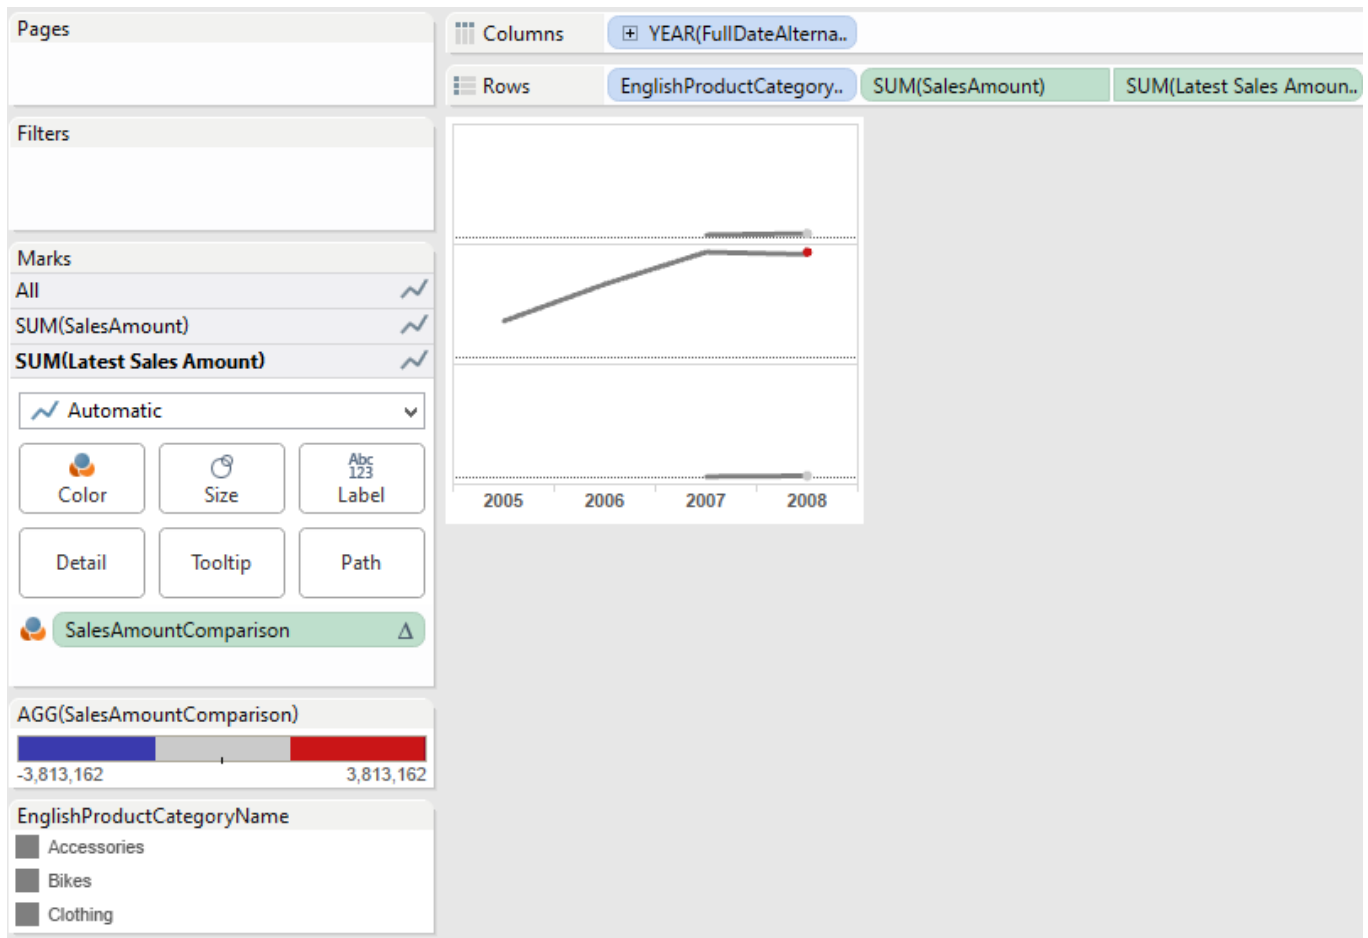 Pages
Columns
YEAR(FullDateAlterna..
Rows
EnglishProductCategory..
SUM(SalesAmount)
SUM(Latest Sales Amoun..
Filters
Marks
All
SUM(SalesAmount)
SUM(Latest Sales Amount)
Automatic
Color
Size
Abc
123
Label
Detail
Tooltip
Path
SalesAmountComparison Δ
AGG(SalesAmountComparison)
-3,813,162 3,813,162
EnglishProductCategoryName
Accessories
Bikes
Clothing
2005 2006 2007 2008